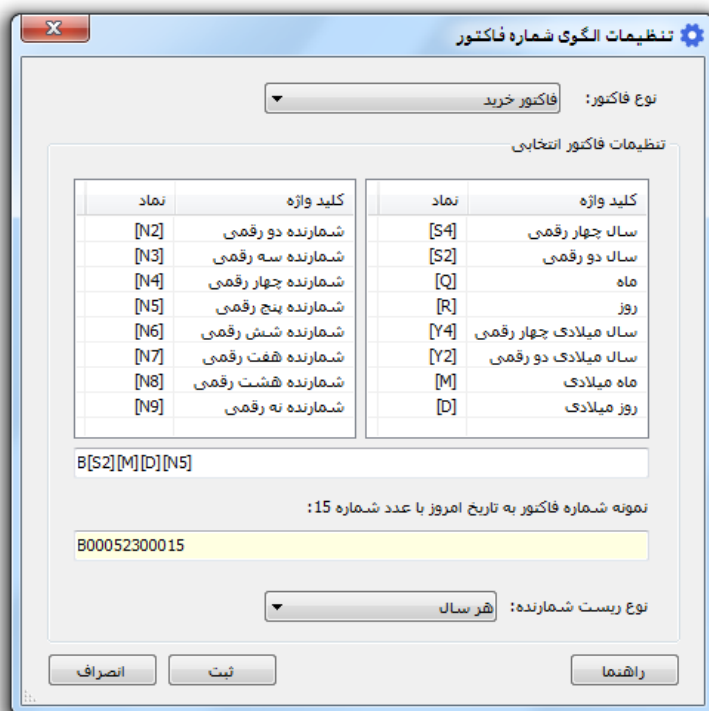 تنظیمات الگوی شماره فاکتور
نوع فاکتور: فاکتور خرید
تنظیمات فاکتور انتخابی
کلید واژه نماد
سال چهار رقمی [S4]
سال دو رقمی [S2]
ماه [Q]
روز [R]
سال میلادی چهار رقمی [Y4]
سال میلادی دو رقمی [Y2]
ماه میلادی [M]
روز میلادی [D]
کلید واژه نماد
شمارنده دو رقمی [N2]
شمارنده سه رقمی [N3]
شمارنده چهار رقمی [N4]
شمارنده پنج رقمی [N5]
شمارنده شش رقمی [N6]
شمارنده هفت رقمی [N7]
شمارنده هشت رقمی [N8]
شمارنده نه رقمی [N9]
B[S2][M][D][N5]
نمونه شماره فاکتور به تاریخ امروز با عدد شماره 15:
B00052300015
نوع ریست شمارنده: هر سال
راهنما ثبت انصراف